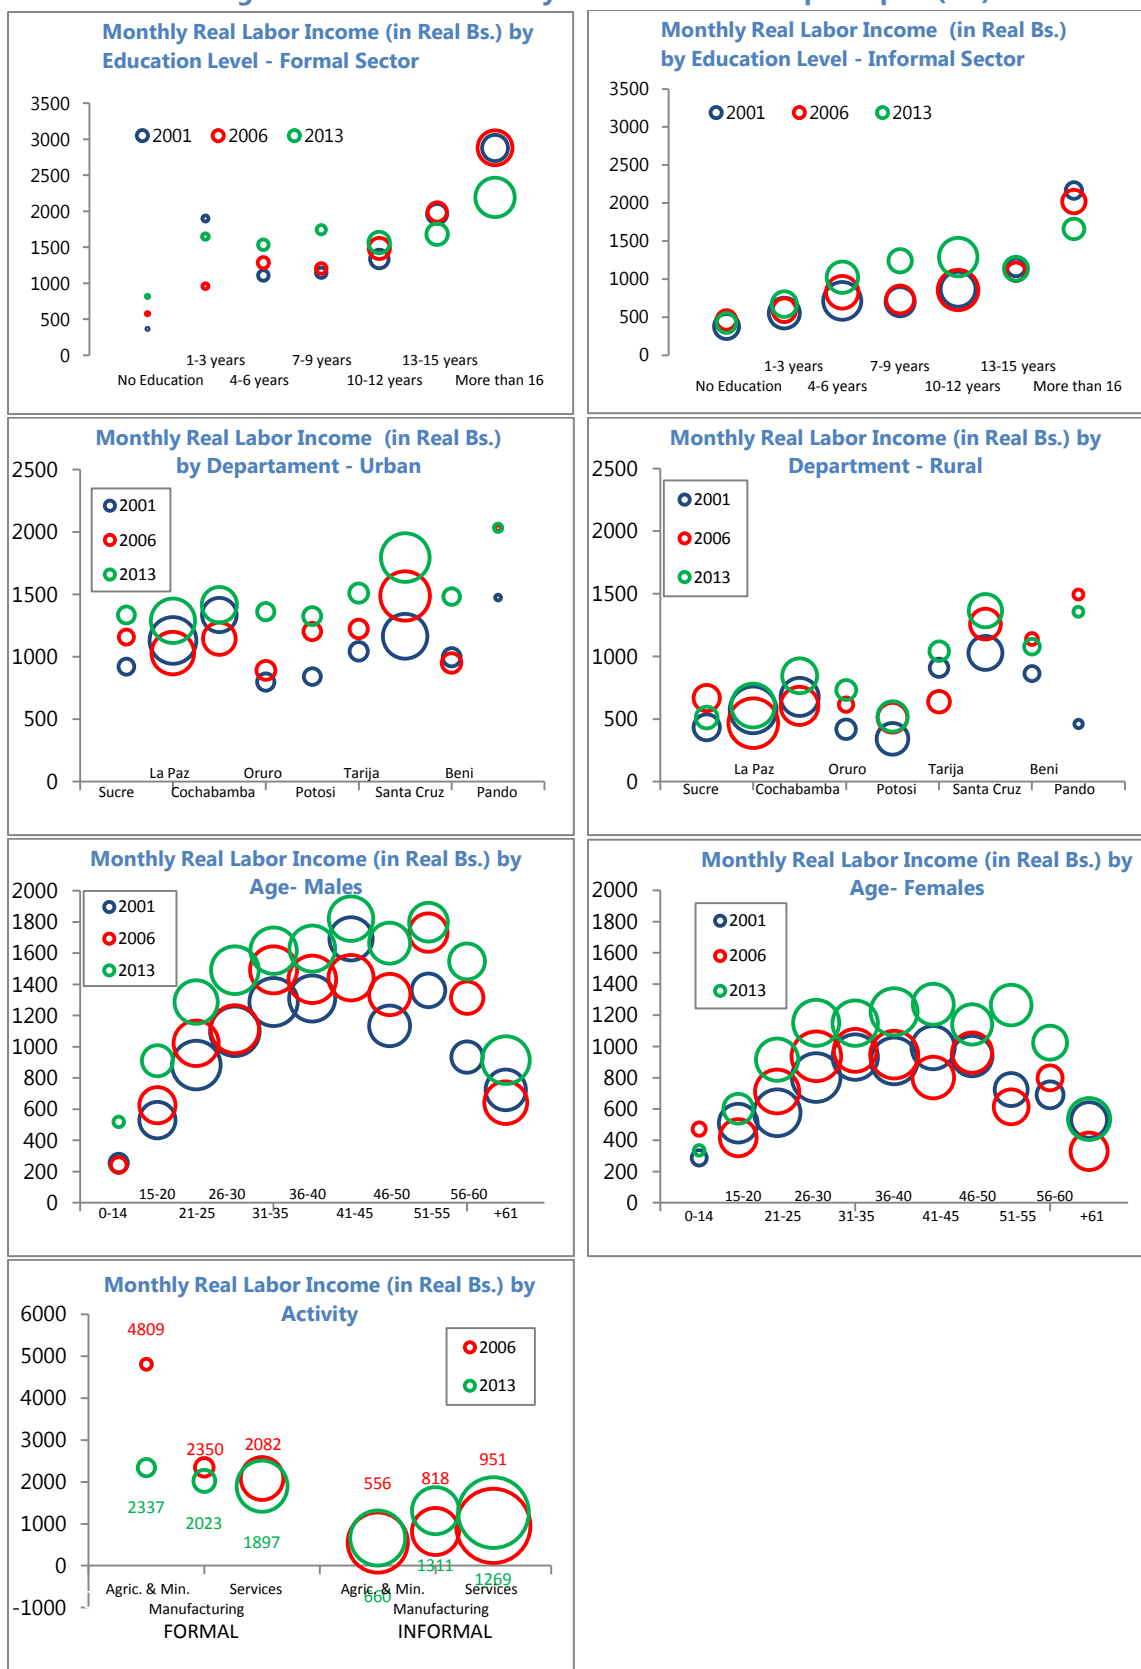 Monthly Real Labor Income (in Real Bs.) by
Education Level - Formal Sector
3500
3000
2500
2000
1500
1000
500
0
2001
2006
2013
1-3 years
7-9 years
13-15 years
No Education
4-6 years
10-12 years
More than 16
Monthly Real Labor Income (in Real Bs.)
by Education Level - Informal Sector
3500
3000
2500
2000
1500
1000
500
0
2001
2006
2013
1-3 years
7-9 years
13-15 years
No Education
4-6 years
10-12 years
More than 16
Monthly Real Labor Income (in Real Bs.)
by Departament - Urban
2500
2000
1500
1000
500
0
2001
2006
2013
La Paz
Oruro
Tarija
Beni
Sucre
Cochabamba
Potosi
Santa Cruz
Pando
Monthly Real Labor Income (in Real Bs.) by
Department - Rural
2500
2000
1500
1000
500
0
2001
2006
2013
La Paz
Oruro
Tarija
Beni
Sucre
Cochabamba
Potosi
Santa Cruz
Pando
Monthly Real Labor Income (in Real Bs.) by
Age- Males
2000
1800
1600
1400
1200
1000
800
600
400
200
0
2001
2006
2013
15-20
26-30
36-40
46-50
56-60
0-14
21-25
31-35
41-45
51-55
+61
Monthly Real Labor Income (in Real Bs.) by
Age- Females
2000
1800
1600
1400
1200
1000
800
600
400
200
0
2001
2006
2013
15-20
26-30
36-40
46-50
56-60
0-14
21-25
31-35
41-45
51-55
+61
Monthly Real Labor Income (in Real Bs.) by
Activity
6000
5000
4000
3000
2000
1000
0
-1000
2006
2013
4809
2350
2082
556
818
951
2337
2023
1897
660
1311
1269
Agric. & Min.
Services
Agric. & Min.
Services
Manufacturing
Manufacturing
FORMAL
INFORMAL